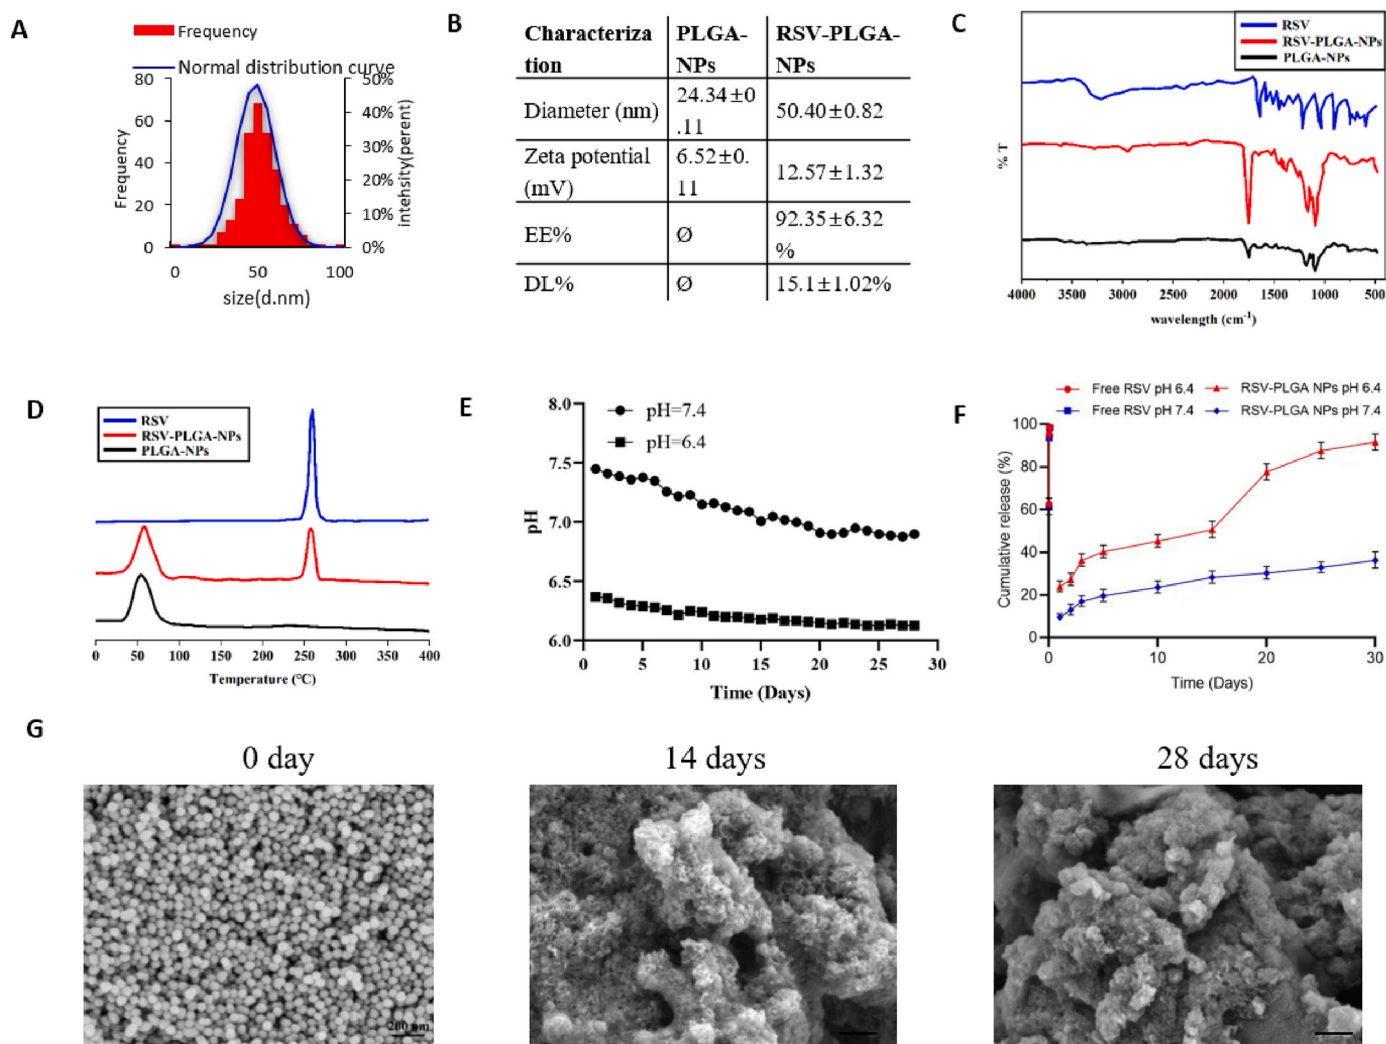 A
Frequency
Normal distribution curve
80
60
40
20
0
Frequency
50%
40%
30%
20%
10%
0%
intehsity(perent)
0 50 100
size(d.nm)
B
Characteriza
tion
PLGA-
NPs
RSV-PLGA-
NPs
Diameter (nm)
24.34±0
.11
50.40±0.82
Zeta potential
(mV)
6.52±0.
11
12.57±1.32
EE%
Ø
92.35±6.32
%
DL%
Ø
15.1±1.02%
C
RSV
RSV-PLGA-NPs
PLGA-NPs
% T
4000 3500 3000 2500 2000 1500 1000 500
wavelength (cm-1)
D
RSV
RSV-PLGA-NPs
PLGA-NPs
0 50 100 150 200 250 300 350 400
Temperature (°C)
E
pH=7.4
pH=6.4
8.0
7.5
7.0
6.5
6.0
pH
0 5 10 15 20 25 30
Time (Days)
F
Free RSV pH 6.4
RSV-PLGA NPs pH 6.4
Free RSV pH 7.4
RSV-PLGA NPs pH 7.4
100
80
60
40
20
0
Cumulative release (%)
0 10 20 30
Time (Days)
G
0 day
14 days
28 days
200 nm